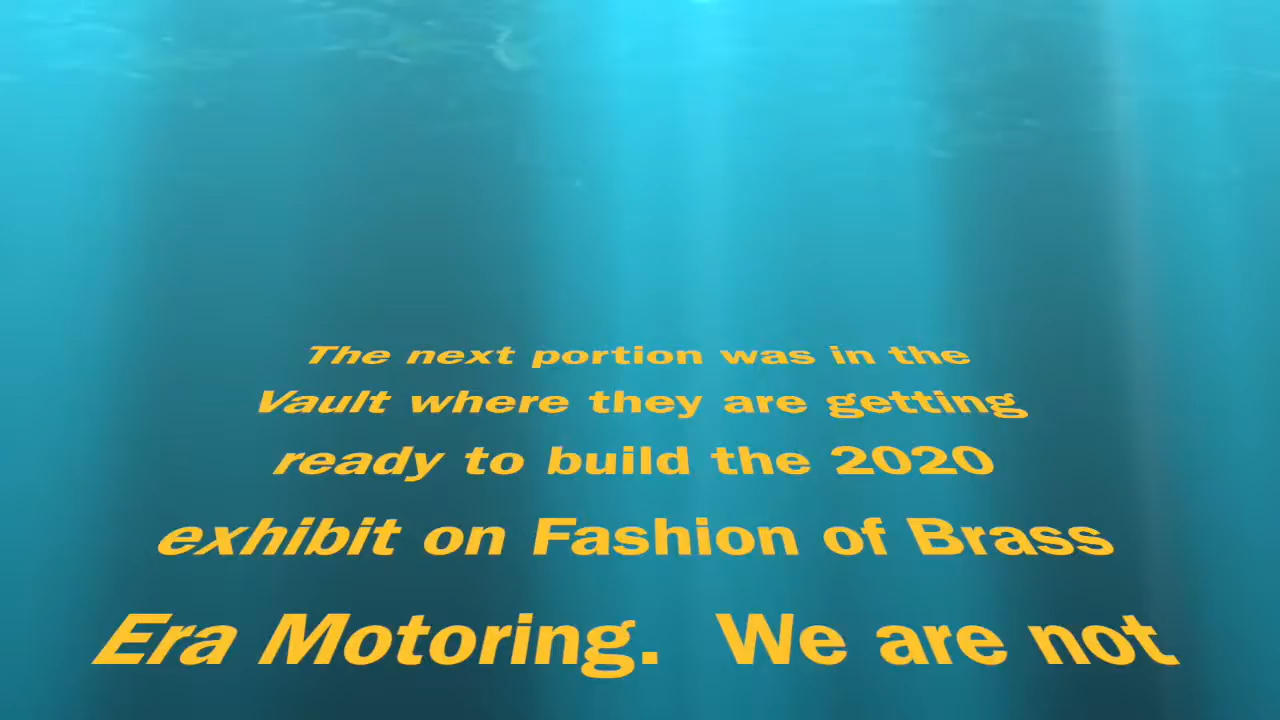 The next portion was in the
Vault where they are getting
ready to build the 2020
exhibit on Fashion of Brass
Era Motoring.  We are not